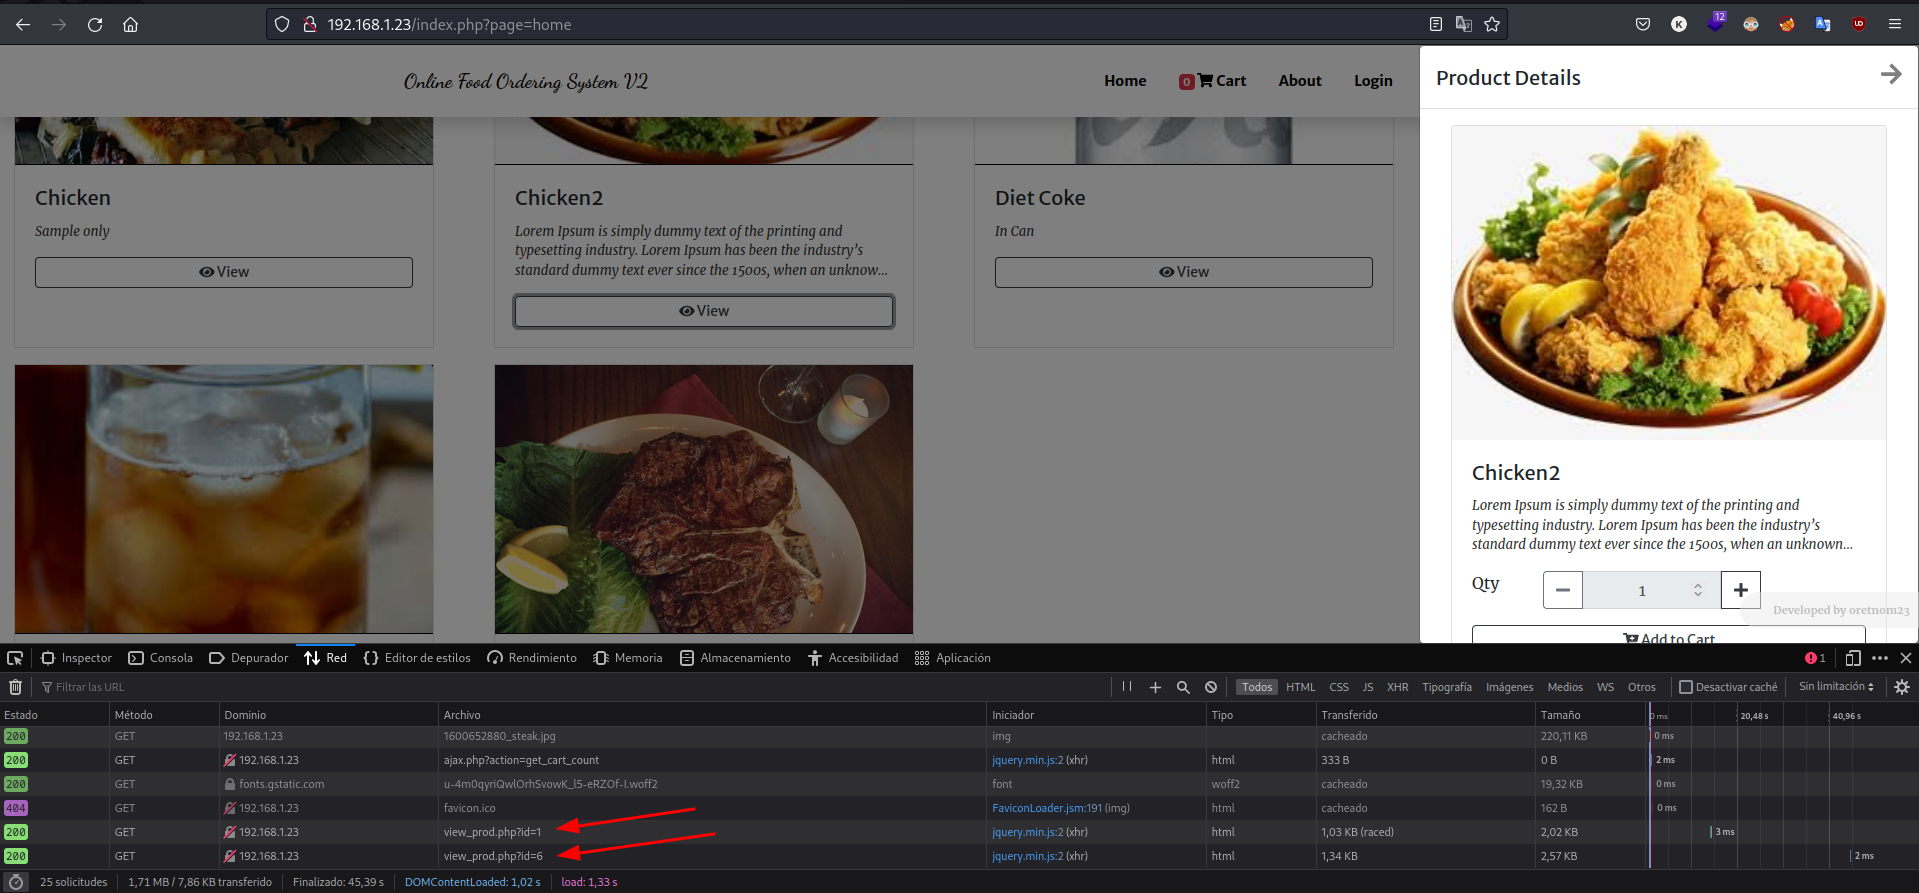 192.168.1.23/index.php?page=home
K
12
UD
Online Food Ordering System V2
Home
0 Cart
About
Login
Product Details
Chicken
Sample only
View
Chicken2
Lorem Ipsum is simply dummy text of the printing and
typesetting industry. Lorem Ipsum has been the industry's
standard dummy text ever since the 1500s, when an unknow...
View
Diet Coke
In Can
View
Chicken2
Lorem Ipsum is simply dummy text of the printing and
typesetting industry. Lorem Ipsum has been the industry's
standard dummy text ever since the 1500s, when an unknown...
Qty
1
Developed by oretnom23
Add to Cart
Inspector Consola Depurador Red Editor de estilos Rendimiento Memoria Almacenamiento Accesibilidad Aplicación 1
Filtrar las URL Todos HTML CSS JS XHR Tipografía Imágenes Medios WS Otros Desactivar caché Sin limitación
Estado Método Dominio Archivo Iniciador Tipo Transferido Tamaño 0 ms 20,48 s 40,96 s
200 GET 192.168.1.23 1600652880_steak.jpg img cacheado 220,11 KB 0 ms
200 GET 192.168.1.23 ajax.php?action=get_cart_count jquery.min.js:2 (xhr) html 333 B 0 B 2 ms
200 GET fonts.gstatic.com u-4m0qyriQwlOrhSvowK_l5-eRZOf-I.woff2 font woff2 cacheado 19,32 KB 0 ms
404 GET 192.168.1.23 favicon.ico FaviconLoader.jsm:191 (img) html cacheado 162 B 0 ms
200 GET 192.168.1.23 view_prod.php?id=1 jquery.min.js:2 (xhr) html 1,03 KB (raced) 2,02 KB 3 ms
200 GET 192.168.1.23 view_prod.php?id=6 jquery.min.js:2 (xhr) html 1,34 KB 2,57 KB 2 ms
25 solicitudes 1,71 MB / 7,86 KB transferido Finalizado: 45,39 s DOMContentLoaded: 1,02 s load: 1,33 s